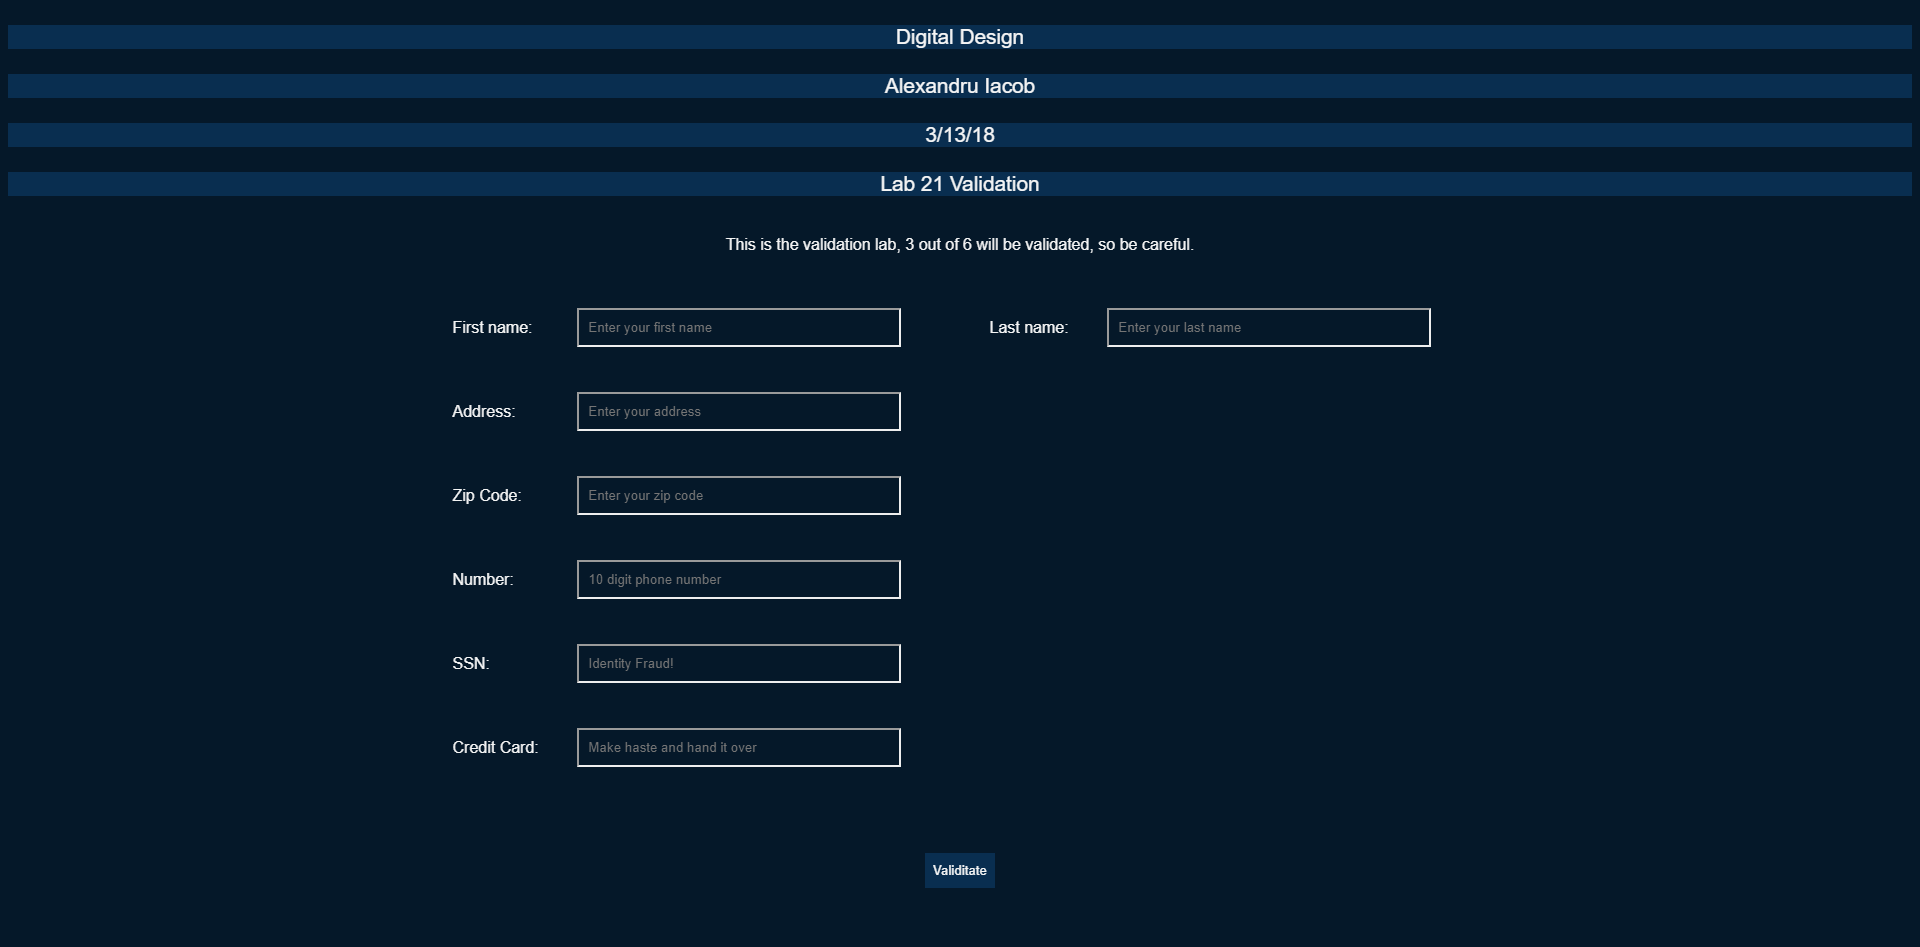 Digital Design
Alexandru Iacob
3/13/18
Lab 21 Validation
This is the validation lab, 3 out of 6 will be validated, so be careful.
First name: Enter your first name Last name: Enter your last name
Address: Enter your address
Zip Code: Enter your zip code
Number: 10 digit phone number
SSN: Identity Fraud!
Credit Card: Make haste and hand it over
Validitate